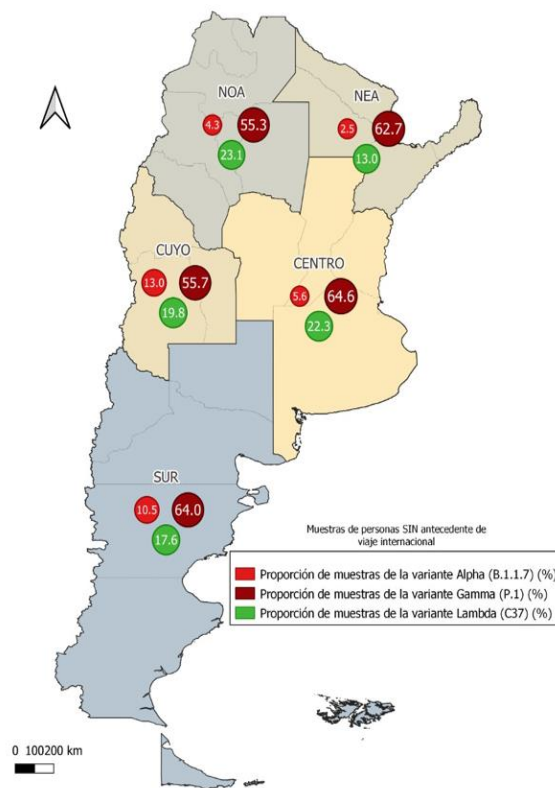 NOA
4.3
55.3
23.1
NEA
2.5
62.7
13.0
CUYO
13.0
55.7
19.8
CENTRO
5.6
64.6
22.3
SUR
10.5
64.0
17.6
Muestras de personas SIN antecedente de
viaje internacional
Proporción de muestras de la variante Alpha (B.1.1.7) (%)
Proporción de muestras de la variante Gamma (P.1) (%)
Proporción de muestras de la variante Lambda (C37) (%)
0 100200 km